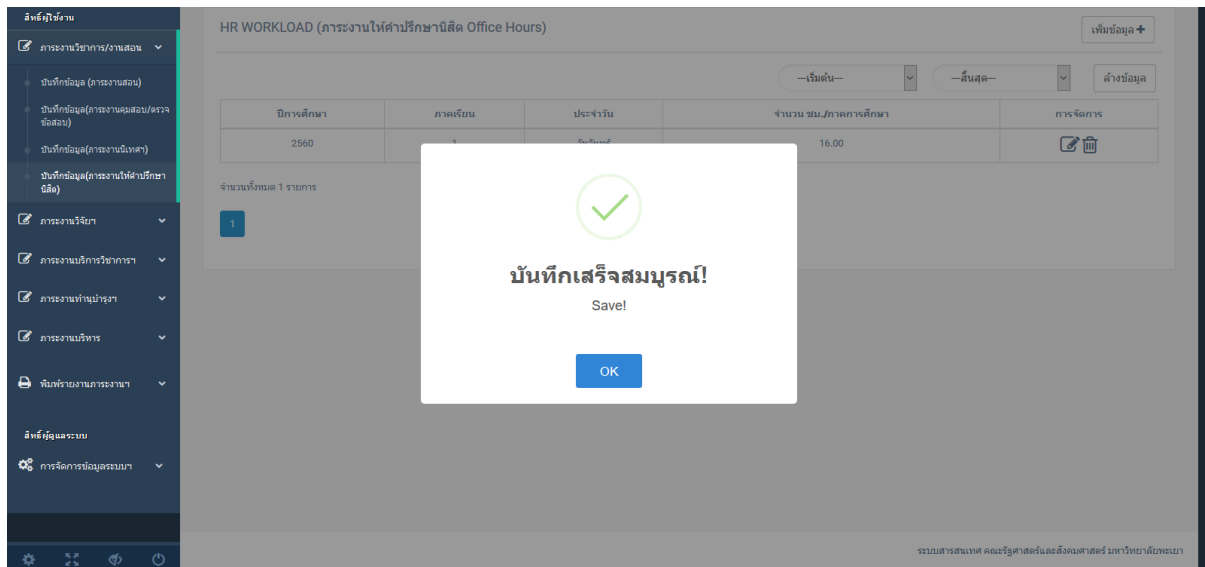 สิทธิ์ผู้ใช้งาน
ภาระงานวิชาการ/งานสอน
บันทึกข้อมูล (ภาระงานสอน)
บันทึกข้อมูล(ภาระงานคุมสอบ/ตรวจ
ข้อสอบ)
บันทึกข้อมูล(ภาระงานนิเทศฯ)
บันทึกข้อมูล(ภาระงานให้คำปรึกษา
นิสิต)
ภาระงานวิจัยฯ
ภาระงานบริการวิชาการฯ
ภาระงานทำนุบำรุงฯ
ภาระงานบริหาร
พิมพ์รายงานภาระงานฯ
สิทธิ์ผู้ดูแลระบบ
การจัดการข้อมูลระบบฯ
HR WORKLOAD (ภาระงานให้คำปรึกษานิสิต Office Hours)
เพิ่มข้อมูล
---เริ่มต้น--- ---สิ้นสุด--- ล้างข้อมูล
ปีการศึกษา ภาคเรียน ประจำวัน จำนวน ชม./ภาคการศึกษา การจัดการ
2560 1 วันจันทร์ 16.00
จำนวนทั้งหมด 1 รายการ
1
บันทึกเสร็จสมบูรณ์!
Save!
OK
ระบบสารสนเทศ คณะรัฐศาสตร์และสังคมศาสตร์ มหาวิทยาลัยพะเยา